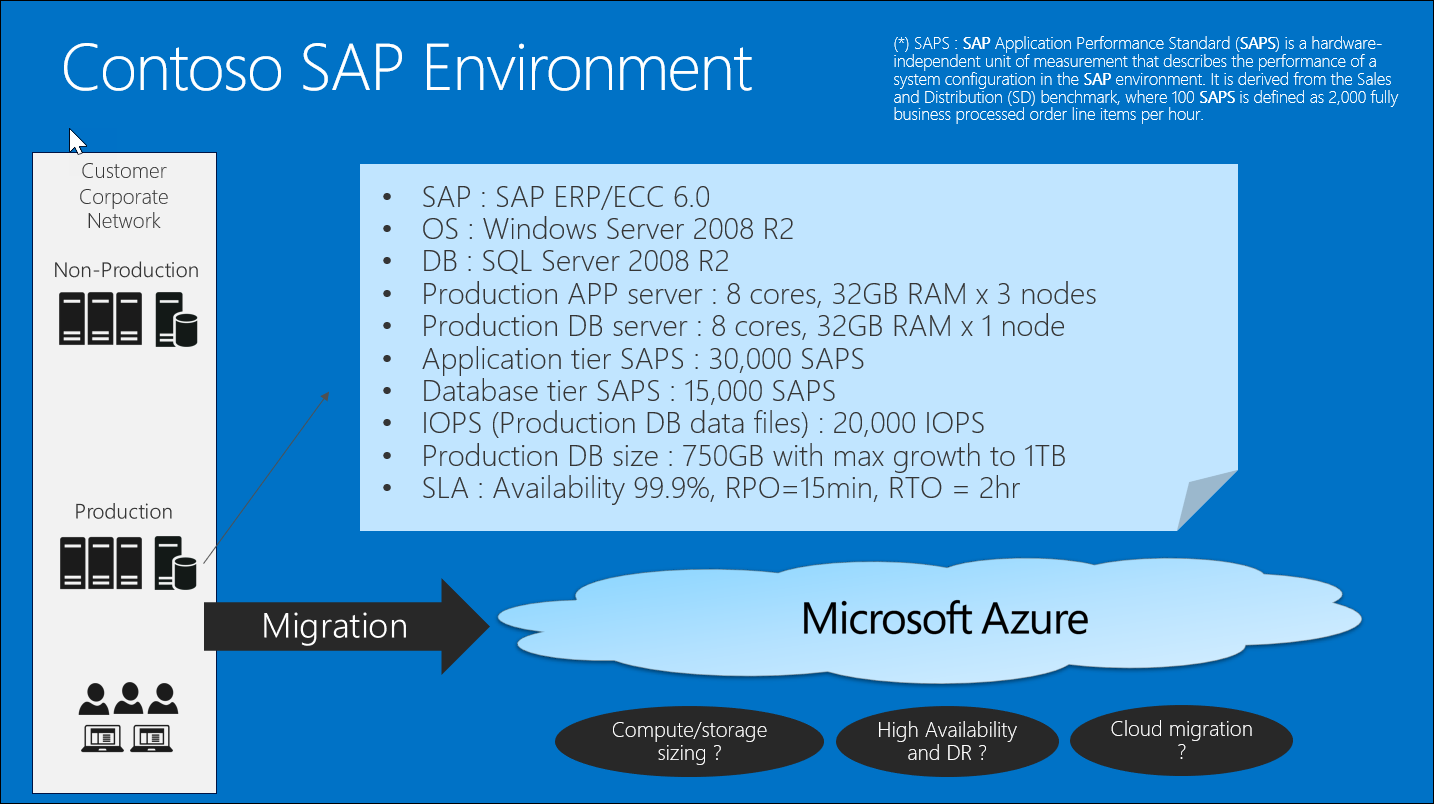 Contoso SAP Environment
(*) SAPS : SAP Application Performance Standard (SAPS) is a hardware-
independent unit of measurement that describes the performance of a
system configuration in the SAP environment. It is derived from the Sales
and Distribution (SD) benchmark, where 100 SAPS is defined as 2,000 fully
business processed order line items per hour.
Customer
Corporate
Network
Non-Production
Production
• SAP : SAP ERP/ECC 6.0
• OS : Windows Server 2008 R2
• DB : SQL Server 2008 R2
• Production APP server : 8 cores, 32GB RAM x 3 nodes
• Production DB server : 8 cores, 32GB RAM x 1 node
• Application tier SAPS : 30,000 SAPS
• Database tier SAPS : 15,000 SAPS
• IOPS (Production DB data files) : 20,000 IOPS
• Production DB size : 750GB with max growth to 1TB
• SLA : Availability 99.9%, RPO=15min, RTO = 2hr
Migration
Microsoft Azure
Compute/storage
sizing ?
High Availability
and DR ?
Cloud migration
?